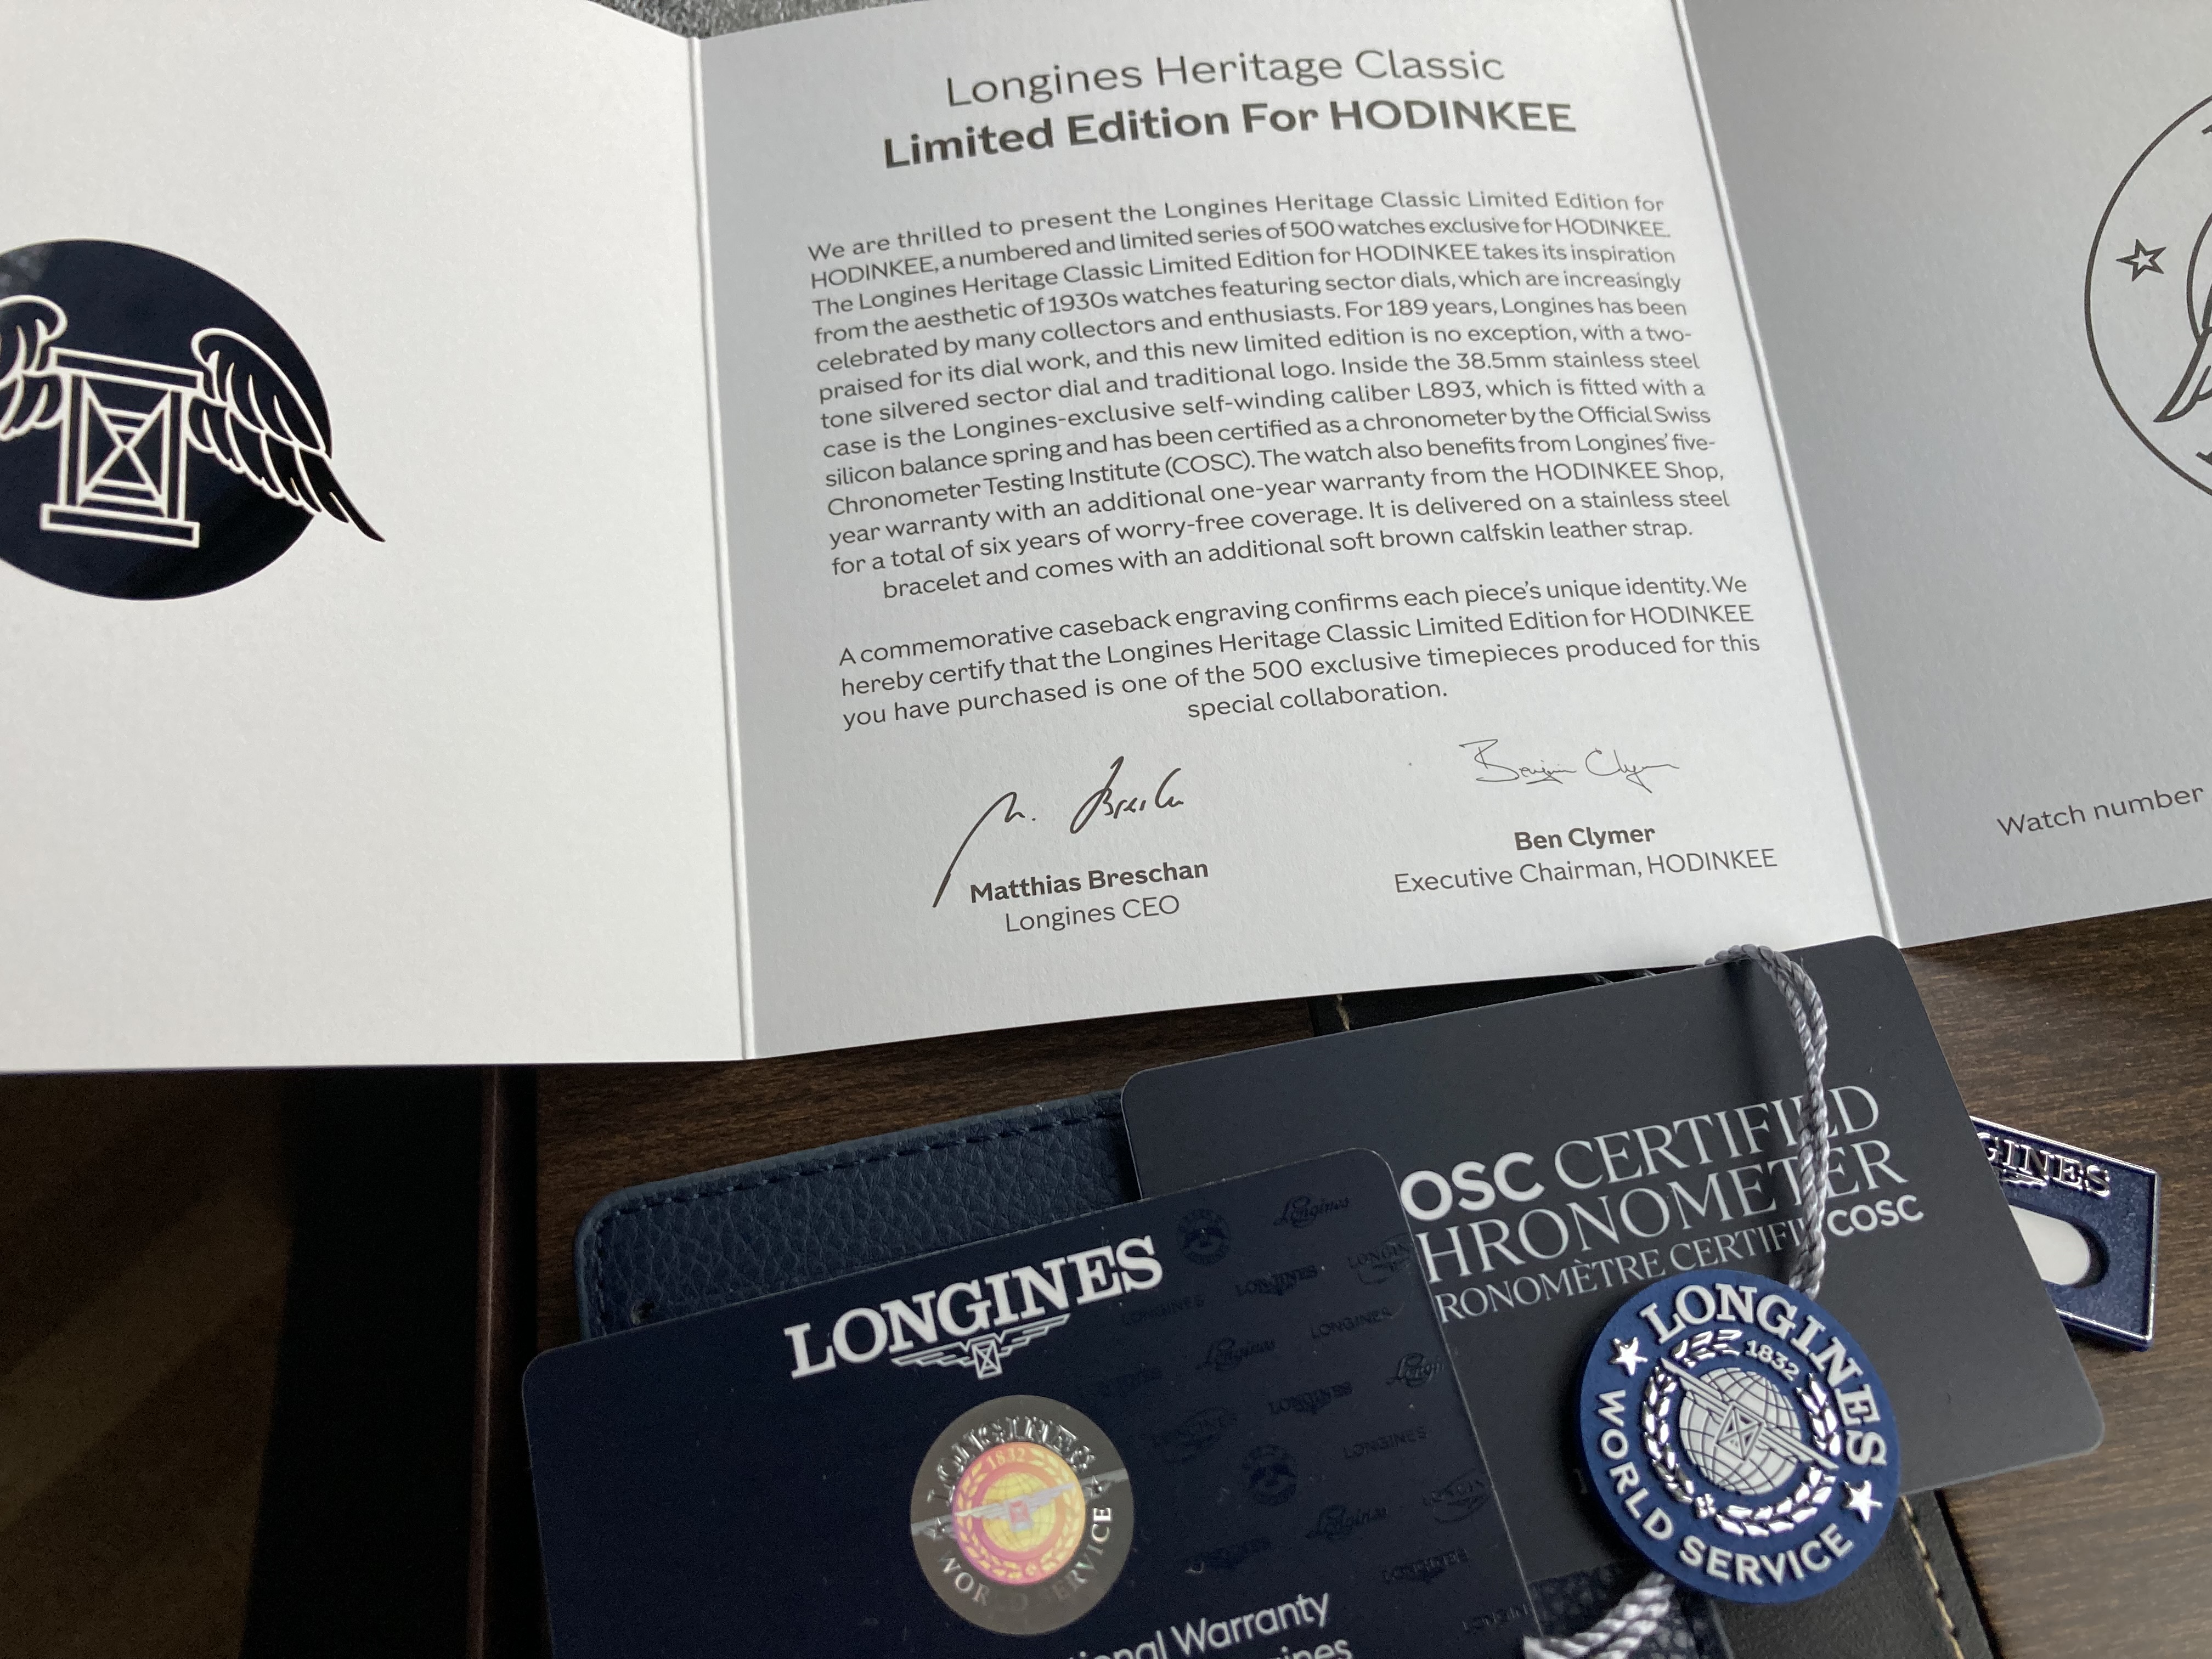 Longines Heritage Classic
Limited Edition For HODINKEE
We are thrilled to present the Longines Heritage Classic Limited Edition for
HODINKEE, a numbered and limited series of 500 watches exclusive for HODINKEE.
The Longines Heritage Classic Limited Edition for HODINKEE takes its inspiration
from the aesthetic of 1930s watches featuring sector dials, which are increasingly
celebrated by many collectors and enthusiasts. For 189 years, Longines has been
praised for its dial work, and this new limited edition is no exception, with a two-
tone silvered sector dial and traditional logo. Inside the 38.5mm stainless steel
case is the Longines-exclusive self-winding caliber L893, which is fitted with a
silicon balance spring and has been certified as a chronometer by the Official Swiss
Chronometer Testing Institute (COSC). The watch also benefits from Longines' five-
year warranty with an additional one-year warranty from the HODINKEE Shop,
for a total of six years of worry-free coverage. It is delivered on a stainless steel
bracelet and comes with an additional soft brown calfskin leather strap.
A commemorative caseback engraving confirms each piece's unique identity. We
hereby certify that the Longines Heritage Classic Limited Edition for HODINKEE
you have purchased is one of the 500 exclusive timepieces produced for this
special collaboration.
Matthias Breschan
Longines CEO
Ben Clymer
Executive Chairman, HODINKEE
Watch number
OSC CERTIFIED
HRONOMETER
RONOMÈTRE CERTIFI COSC
GINES
LONGINES
LONGINES
1832
WORLD SERVICE
LONGINES
1832
WORLD SERVICE
onal Warranty
ines